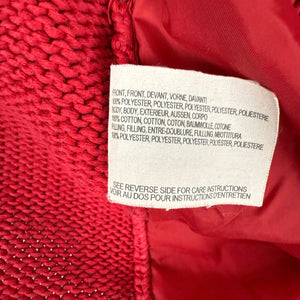 FRONT, FRONT, DEVANT, VORNE, DAVANTI
100% POLYESTER, POLYESTER, POLYESTER, POLYESTER, POLIESTERE
BODY, BODY, EXTERIEUR, AUSSEN, CORPO
100% COTTON, COTTON, COTON, BAUMWOLLE, COTONE
FILLING, FILLING, ENTRE-DOUBLURE, FULLUNG, IMBOTTITURA
100% POLYESTER, POLYESTER, POLYESTER, POLYESTER, POLIESTERE
SEE REVERSE SIDE FOR CARE INSTRUCTIONS
VOIR AU DOS POUR INSTRUCTIONS D'ENTRETIEN